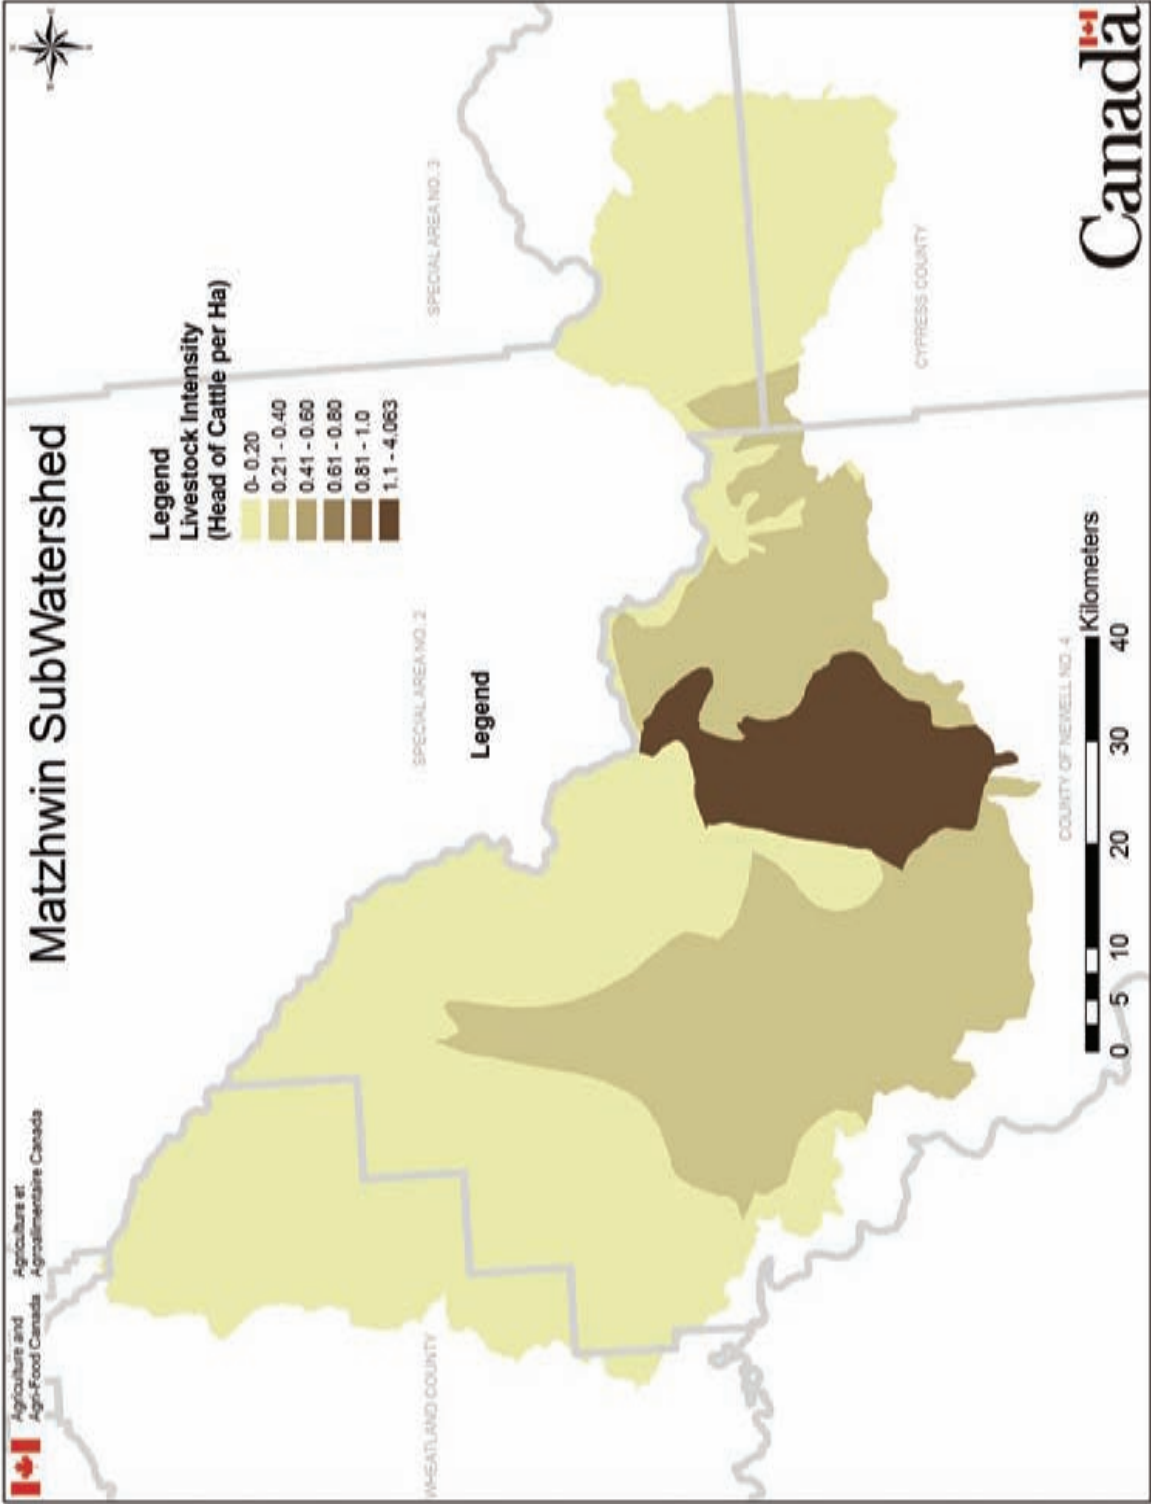 Agriculture and
Agri-Food Canada
Agriculture et
Agroalimentaire Canada
Matzhwin SubWatershed
Legend
Livestock Intensity
(Head of Cattle per Ha)
0- 0.20
0.21 - 0.40
0.41 - 0.60
0.61 - 0.80
0.81 - 1.0
1.1 - 4.063
SPECIAL AREA NO. 2
SPECIAL AREA NO. 3
Legend
WHEATLAND COUNTY
CYPRESS COUNTY
COUNTY OF NEWELL NO. 4
Kilometers
0 5 10 20 30 40
Canada